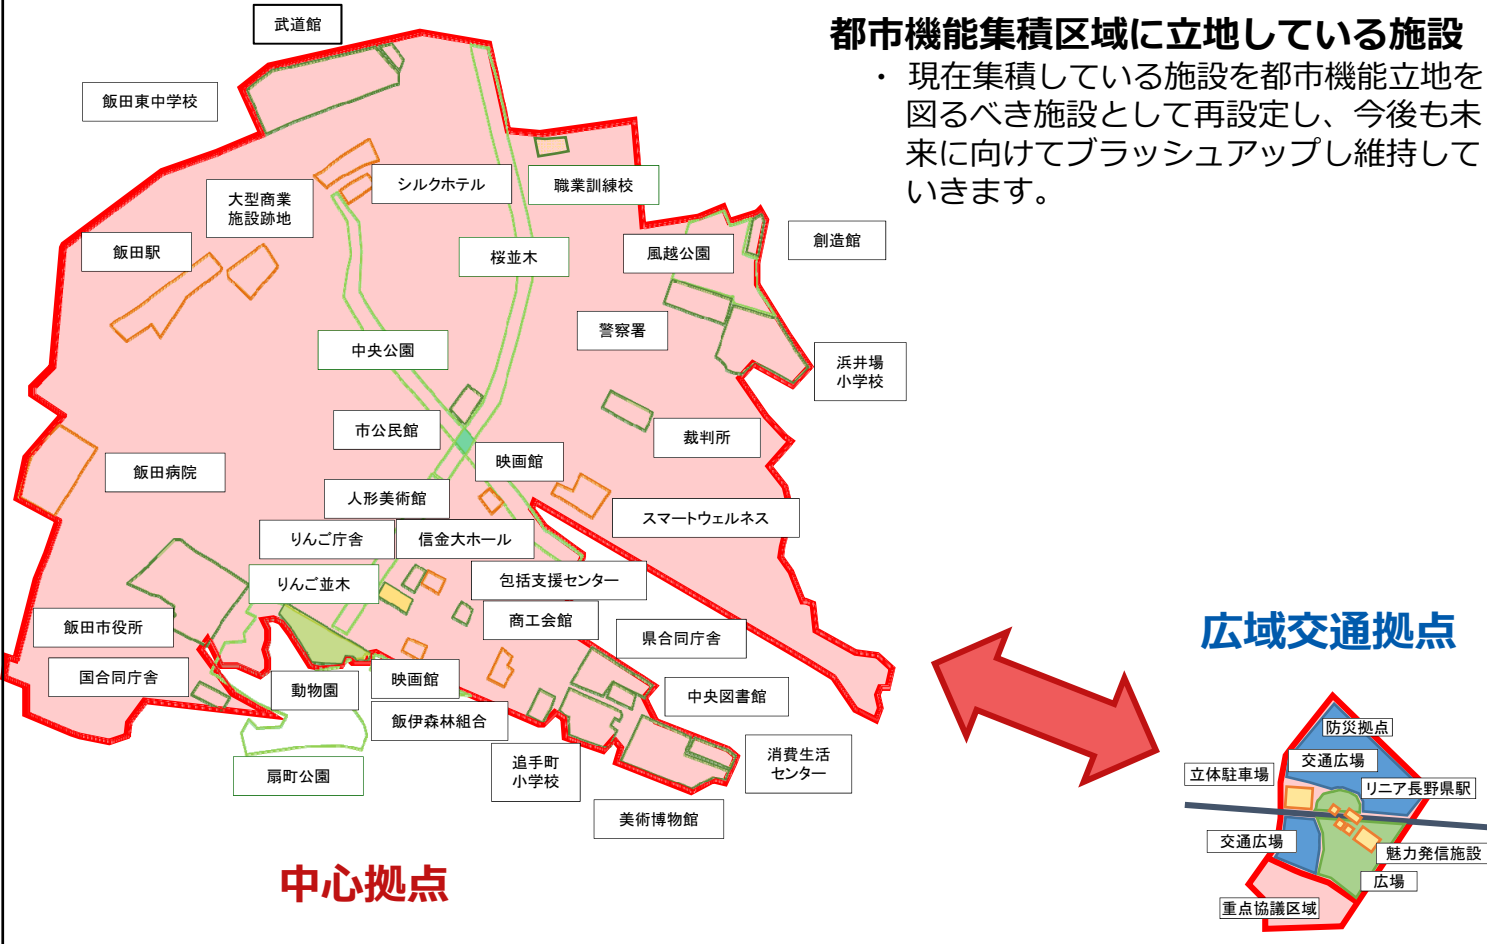 都市機能集積区域に立地している施設
・ 現在集積している施設を都市機能立地を
図るべき施設として再設定し、今後も未
来に向けてブラッシュアップし維持して
いきます。
武道館
飯田東中学校
シルクホテル
職業訓練校
大型商業
施設跡地
飯田駅
桜並木
風越公園
創造館
警察署
中央公園
浜井場
小学校
市公民館
裁判所
映画館
飯田病院
人形美術館
スマートウェルネス
りんご庁舎
信金大ホール
りんご並木
包括支援センター
商工会館
飯田市役所
県合同庁舎
国合同庁舎
動物園
映画館
中央図書館
飯伊森林組合
追手町
小学校
消費生活
センター
扇町公園
美術博物館
中心拠点
広域交通拠点
防災拠点
交通広場
立体駐車場
リニア長野県駅
交通広場
魅力発信施設
広場
重点協議区域